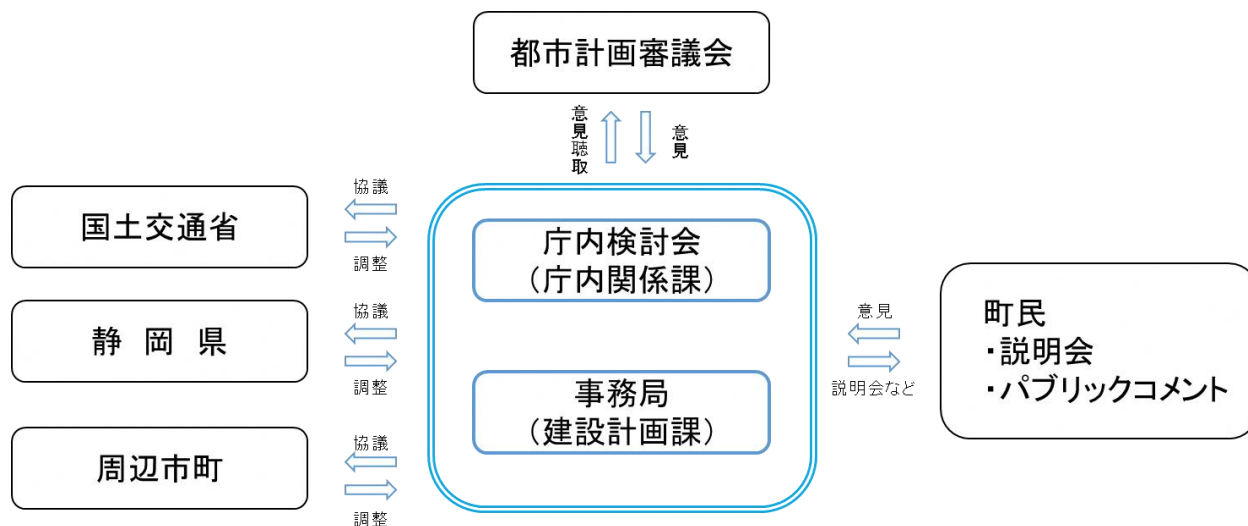 都市計画審議会
意見聴取
意見
国土交通省
協議
調整
静 岡 県
協議
調整
周辺市町
協議
調整
庁内検討会
（庁内関係課）
事務局
（建設計画課）
意見
説明会など
町民
・説明会
・パブリックコメント